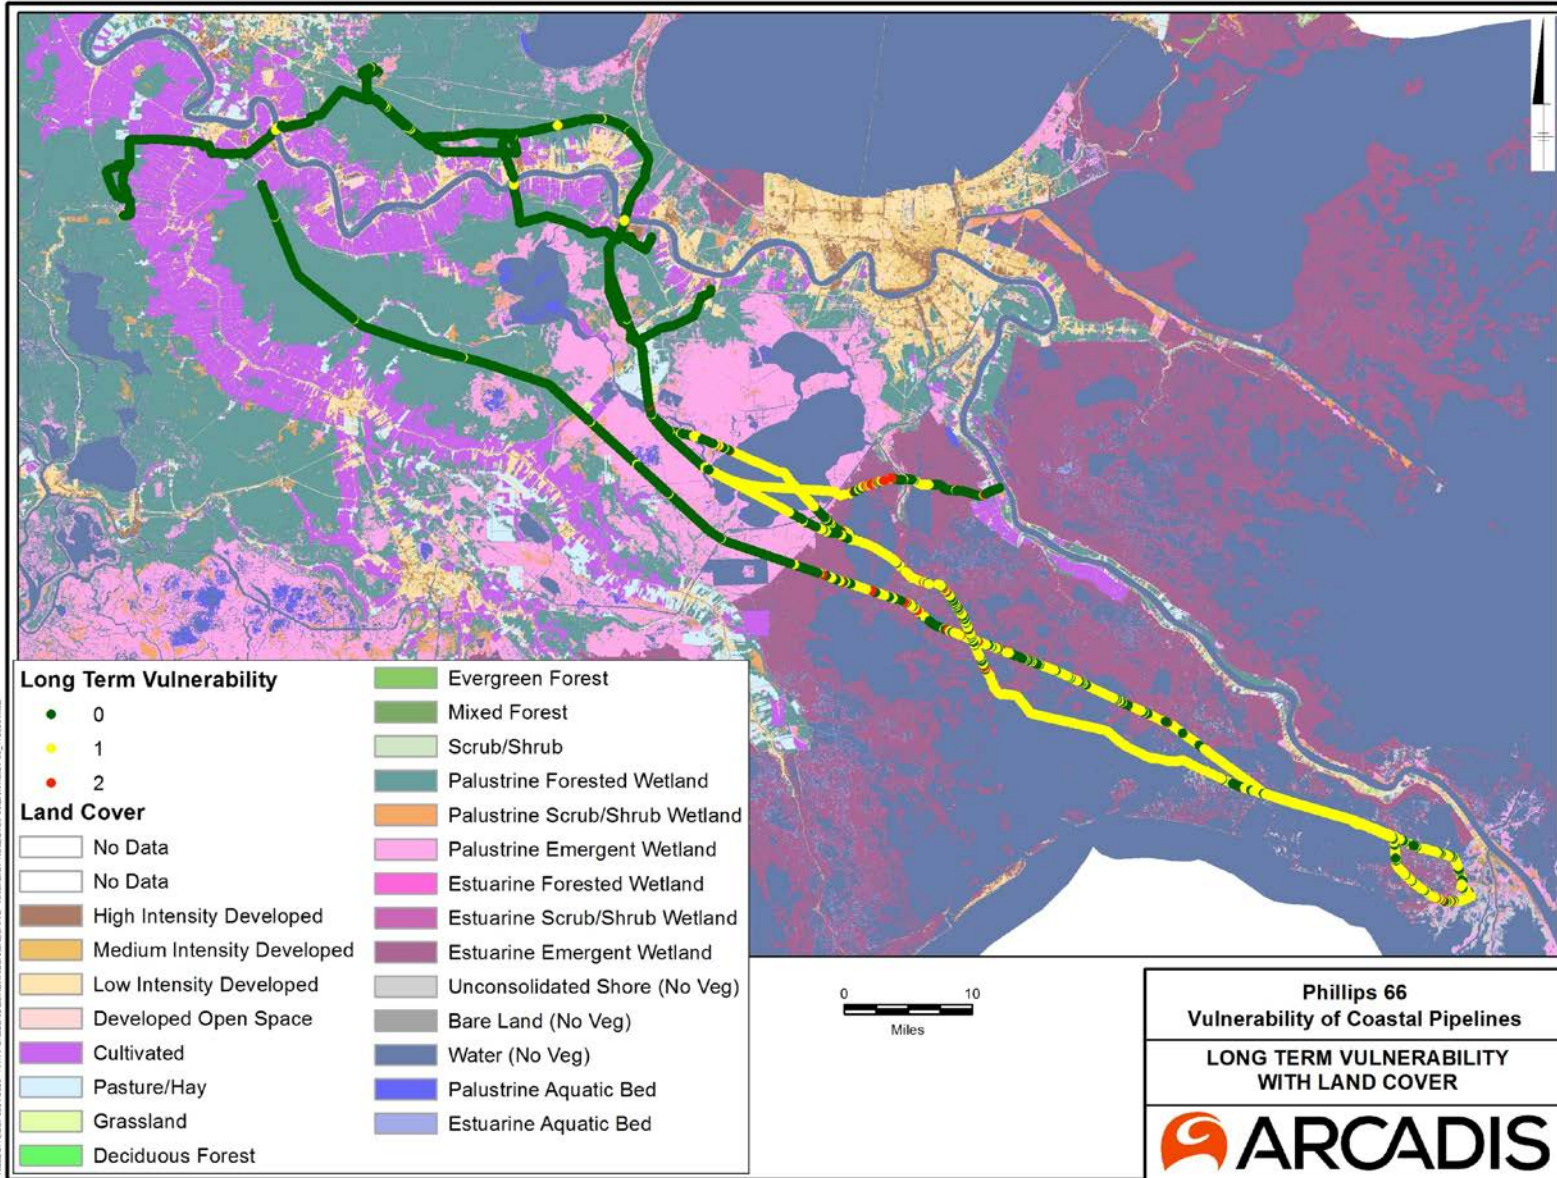 Long Term Vulnerability
0
1
2
Land Cover
No Data
No Data
High Intensity Developed
Medium Intensity Developed
Low Intensity Developed
Developed Open Space
Cultivated
Pasture/Hay
Grassland
Deciduous Forest
Evergreen Forest
Mixed Forest
Scrub/Shrub
Palustrine Forested Wetland
Palustrine Scrub/Shrub Wetland
Palustrine Emergent Wetland
Estuarine Forested Wetland
Estuarine Scrub/Shrub Wetland
Estuarine Emergent Wetland
Unconsolidated Shore (No Veg)
Bare Land (No Veg)
Water (No Veg)
Palustrine Aquatic Bed
Estuarine Aquatic Bed
0 10
Miles
Phillips 66
Vulnerability of Coastal Pipelines
LONG TERM VULNERABILITY
WITH LAND COVER
ARCADIS